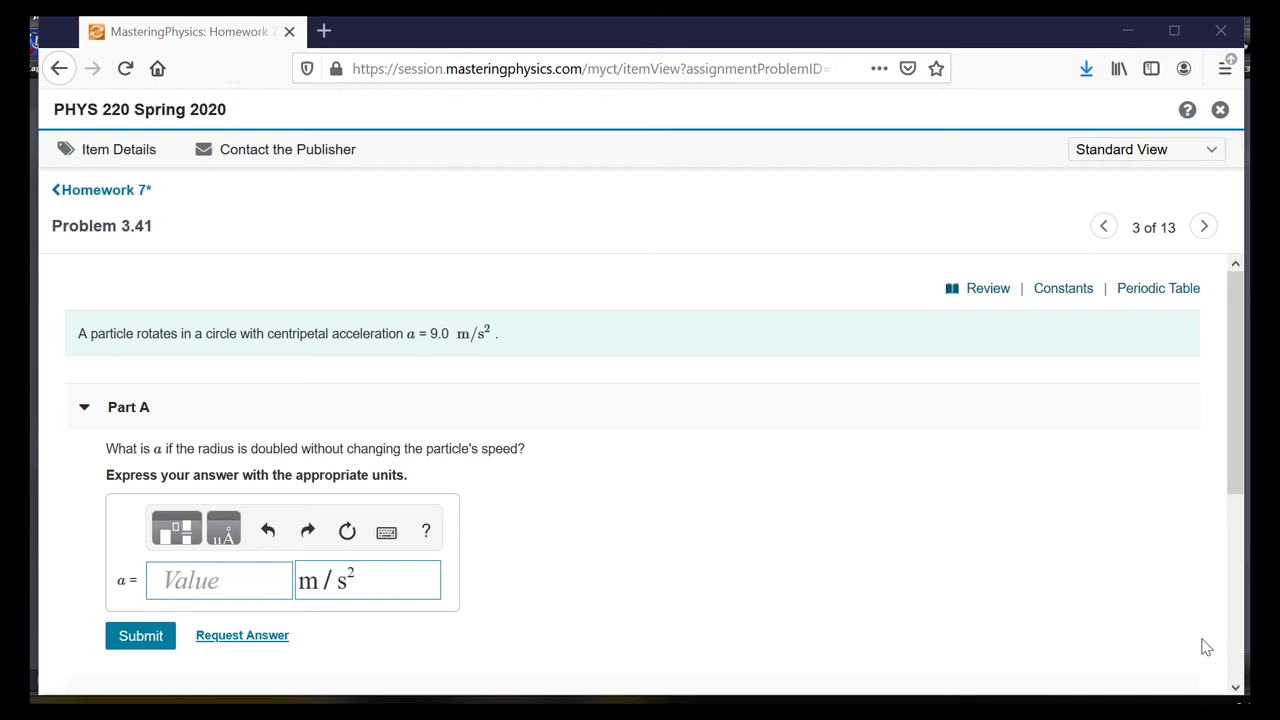 MasteringPhysics: Homework 7
https://session.masteringphysics.com/myct/itemView?assignmentProblemID=
PHYS 220 Spring 2020
Item Details
Contact the Publisher
Standard View
Homework 7*
Problem 3.41
3 of 13
Review | Constants | Periodic Table
A particle rotates in a circle with centripetal acceleration a = 9.0 m/s² .
Part A
What is a if the radius is doubled without changing the particle's speed?
Express your answer with the appropriate units.
μÅ
?
a = Value m / s²
Submit
Request Answer